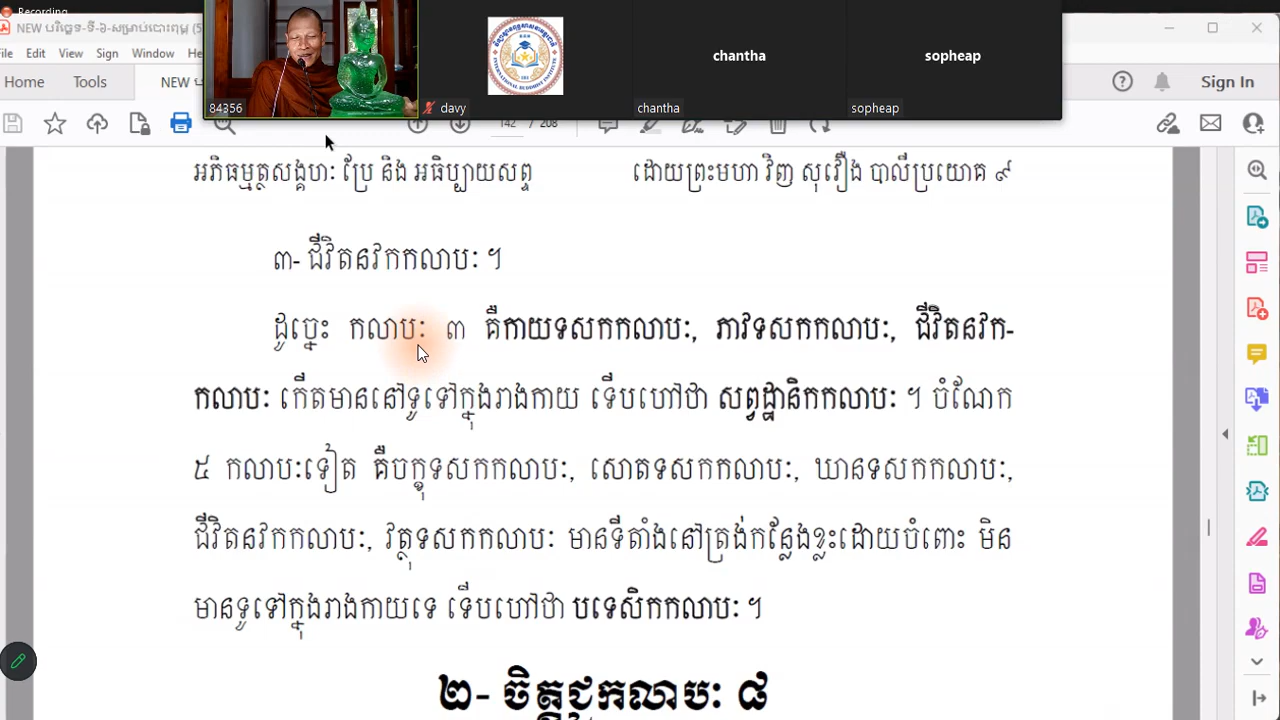 Recording
NEW បរិច្ឆេទ-ទី-៦-សម្រាប់បោះពុម្ព (5
Edit View Sign Window
Home Tools NEW ប
? Sign In
142 / 208
84356
davy
chantha
chantha
sopheap
sopheap
INTERNATIONAL BUDDHIST INSTITUTE
អភិធម្មត្ថសង្គហៈ ប្រែ និង អធិប្បាយសព្ទ ដោយព្រះមហា វិញ សុវឿង បាលីប្រយោគ ៩
៣- ជីវិតនវកកលាបៈ ។
ដូច្នេះ កលាបៈ ៣ គឺកាយទសកកលាបៈ, ភាវទសកកលាបៈ, ជីវិតនវក-
កលាបៈ កើតមាននៅទូទៅក្នុងរាងកាយ ទើបហៅថា សព្វដ្ឋានិកកលាបៈ ។ ចំណែក
៥ កលាបៈទៀត គឺចក្ខុទសកកលាបៈ, សោតទសកកលាបៈ, ឃានទសកកលាបៈ,
ជីវិតនវកកលាបៈ, វត្ថុទសកកលាបៈ មានទីតាំងនៅត្រង់កន្លែងខ្លះដោយចំពោះ មិន
មានទូទៅក្នុងរាងកាយទេ ទើបហៅថា បទេសិកកលាបៈ ។
២- ចិត្តជកលាបៈ ៨